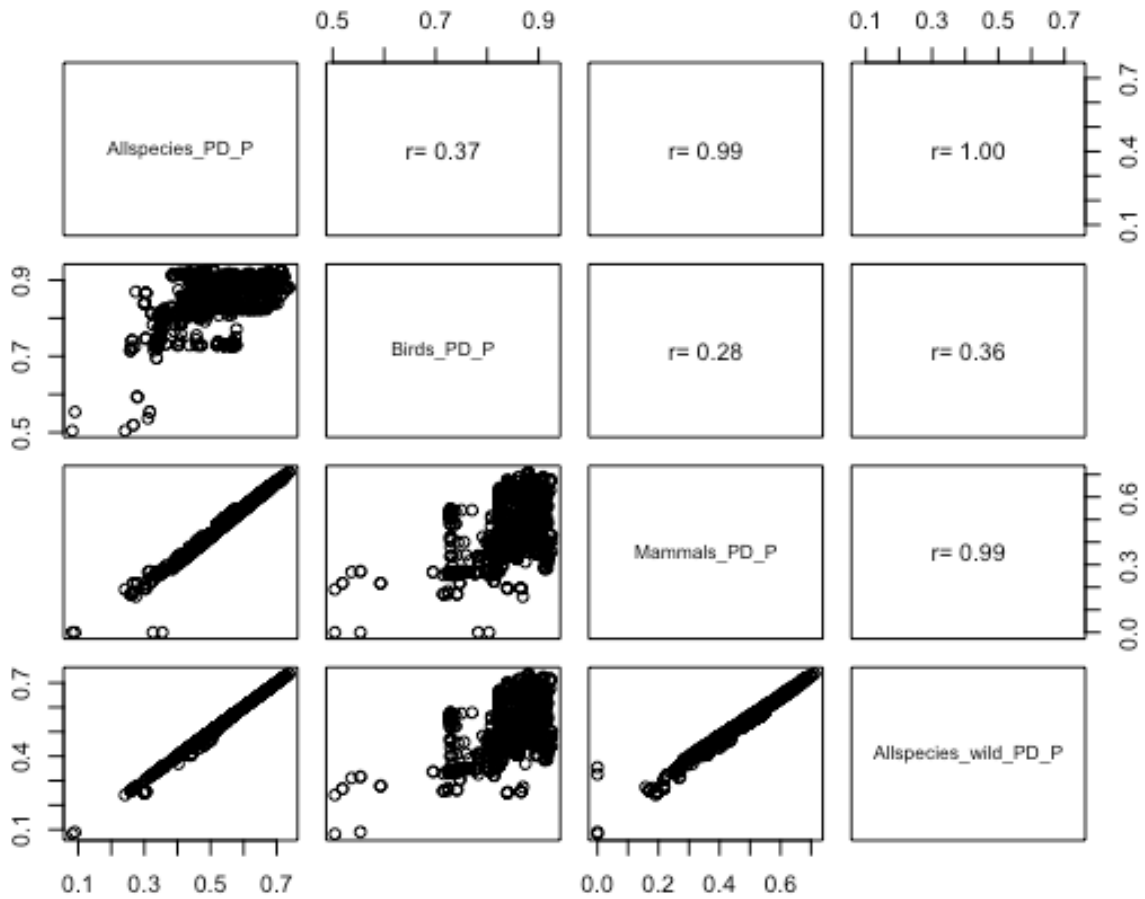 0.5 0.7 0.9 0.1 0.3 0.5 0.7
Allspecies_PD_P r= 0.37 r= 0.99 r= 1.00
0.1 0.4 0.7
0.5 0.7 0.9
Birds_PD_P r= 0.28 r= 0.36
Mammals_PD_P r= 0.99
0.0 0.3 0.6
0.1 0.4 0.7
Allspecies_wild_PD_P
0.1 0.3 0.5 0.7 0.0 0.2 0.4 0.6